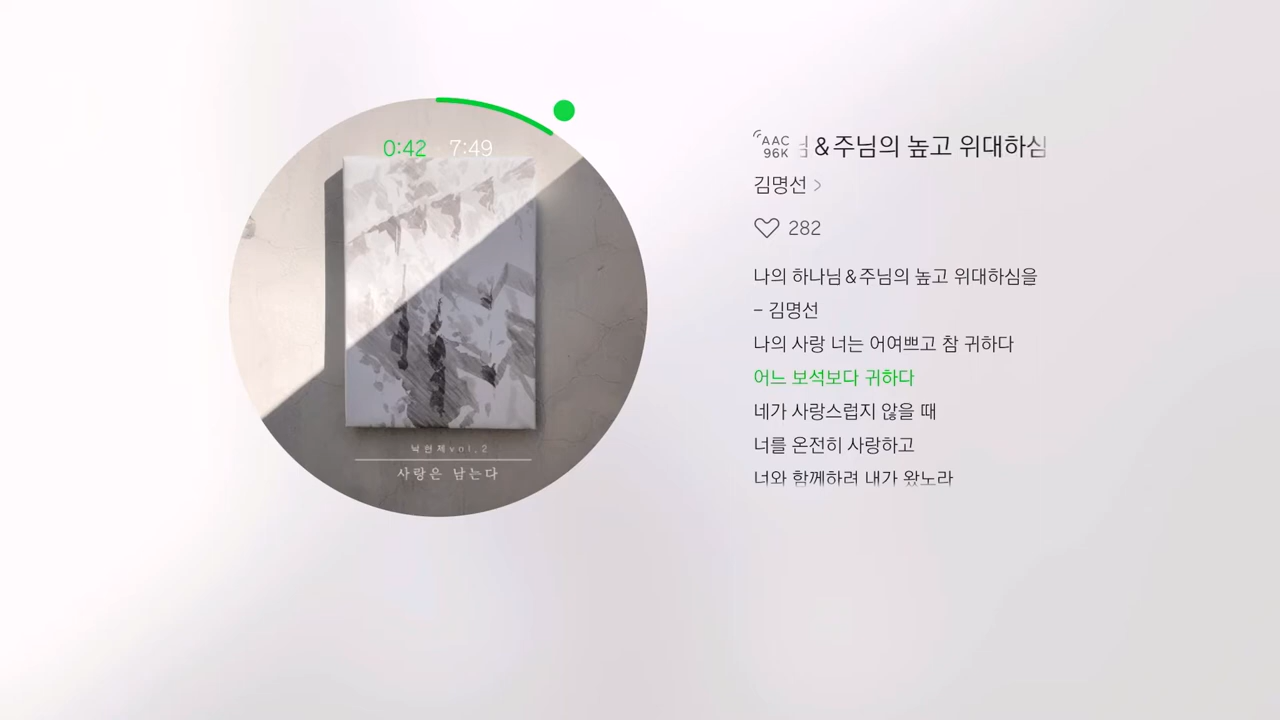 0:42 7:49
낙헌제vol.2
사랑은 남는다
AAC
96K
&주님의 높고 위대하심
김명선 >
282
나의 하나님&주님의 높고 위대하심을
- 김명선
나의 사랑 너는 어여쁘고 참 귀하다
어느 보석보다 귀하다
네가 사랑스럽지 않을 때
너를 온전히 사랑하고
너와 함께하려 내가 왔노라